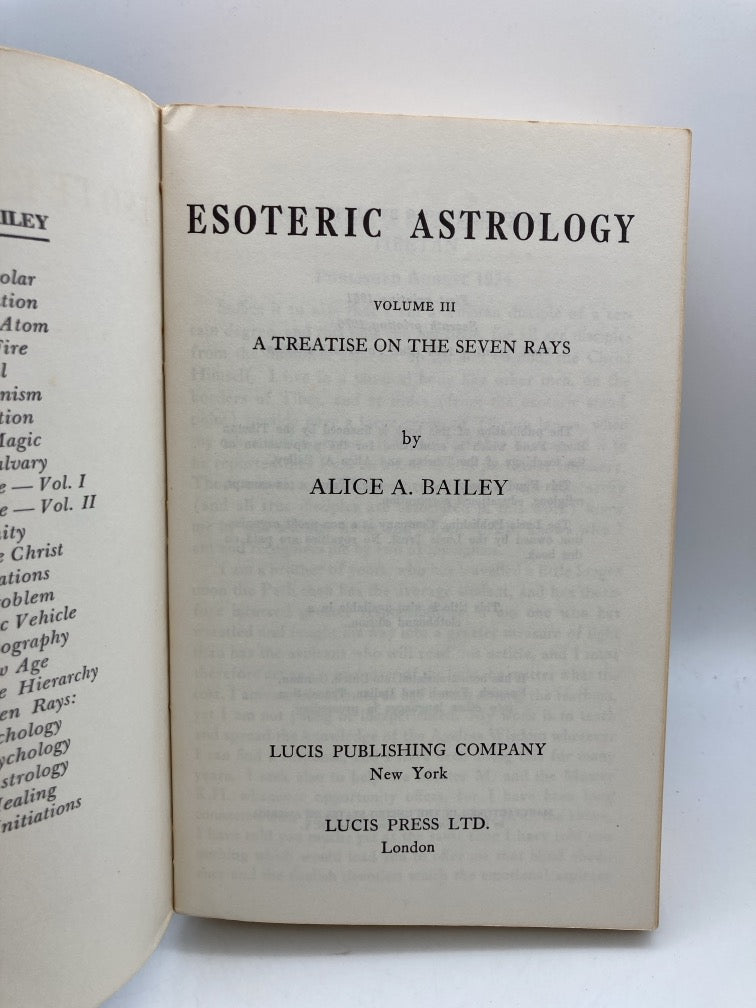 ILEY
olar
tion
Atom
ire
l
nism
tion
Magic
lvary
e — Vol. I
e — Vol. II
ity
e Christ
ations
oblem
c Vehicle
ography
w Age
e Hierarchy
en Rays:
chology
ychology
strology
Healing
nitiations
ESOTERIC ASTROLOGY
VOLUME III
A TREATISE ON THE SEVEN RAYS
by
ALICE A. BAILEY
LUCIS PUBLISHING COMPANY
New York
LUCIS PRESS LTD.
London